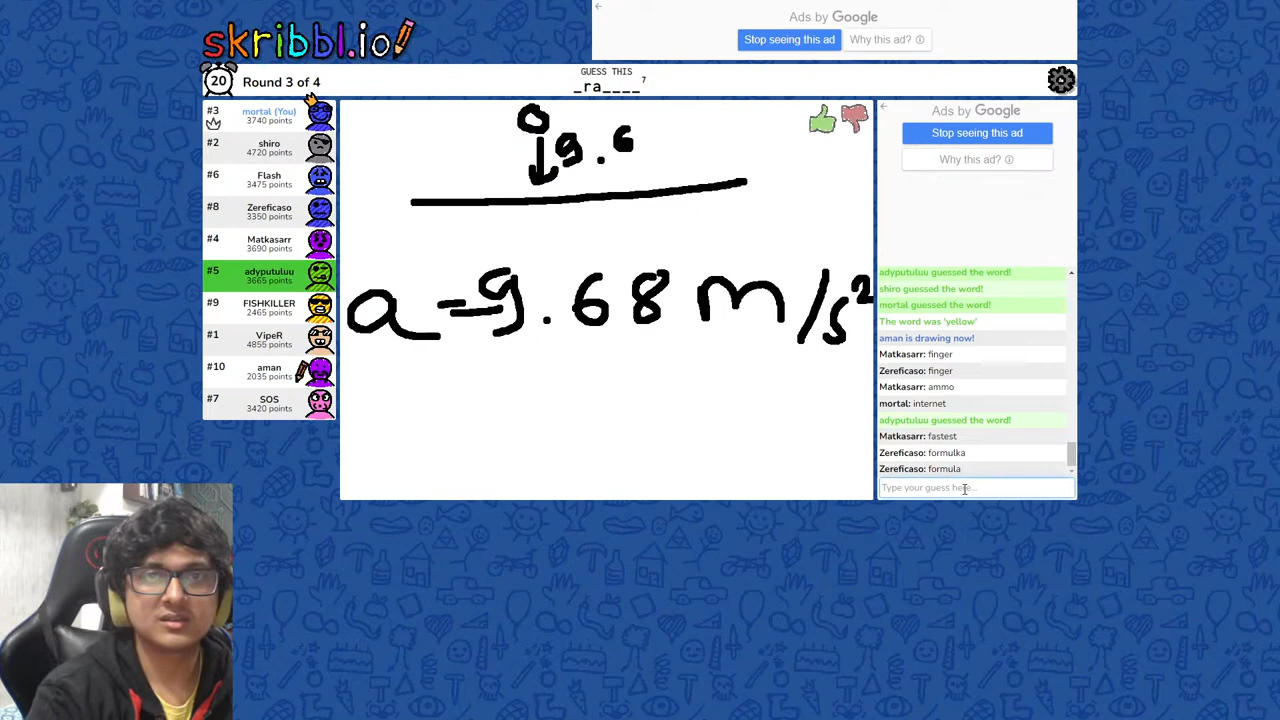 skribbl.io
Ads by Google
Stop seeing this ad
Why this ad?
20
Round 3 of 4
GUESS THIS
_ra____ 7
#3 mortal (You)
3740 points
#2 shiro
4720 points
#6 Flash
3475 points
#8 Zereficaso
3350 points
#4 Matkasarr
3690 points
#5 adyputuluu
3665 points
#9 FISHKILLER
2465 points
#1 VipeR
4855 points
#10 aman
2035 points
#7 SOS
3420 points
9.6
a=9.68 m/s²
Ads by Google
Stop seeing this ad
Why this ad?
adyputuluu guessed the word!
shiro guessed the word!
mortal guessed the word!
The word was 'yellow'
aman is drawing now!
Matkasarr: finger
Zereficaso: finger
Matkasarr: ammo
mortal: internet
adyputuluu guessed the word!
Matkasarr: fastest
Zereficaso: formulka
Zereficaso: formula
Type your guess here...